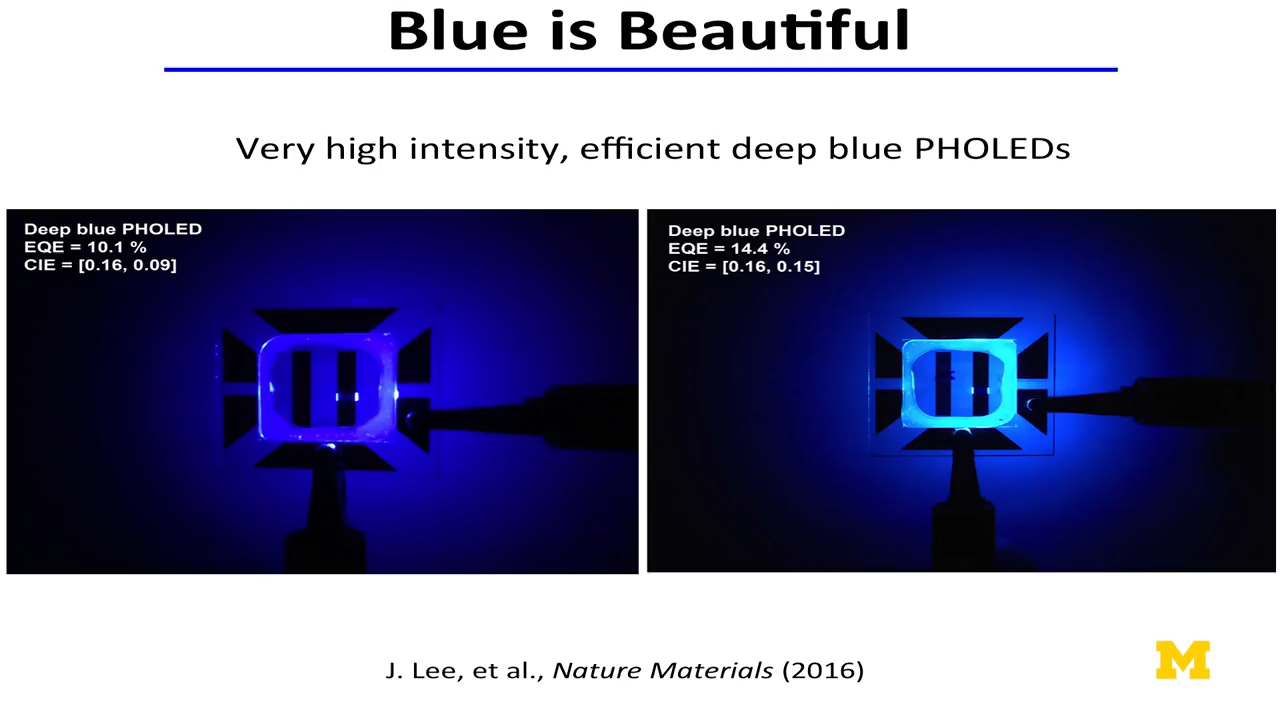 Blue is Beautiful
Very high intensity, efficient deep blue PHOLEDs
Deep blue PHOLED
EQE = 10.1 %
CIE = [0.16, 0.09]
Deep blue PHOLED
EQE = 14.4 %
CIE = [0.16, 0.15]
J. Lee, et al., Nature Materials (2016)
M